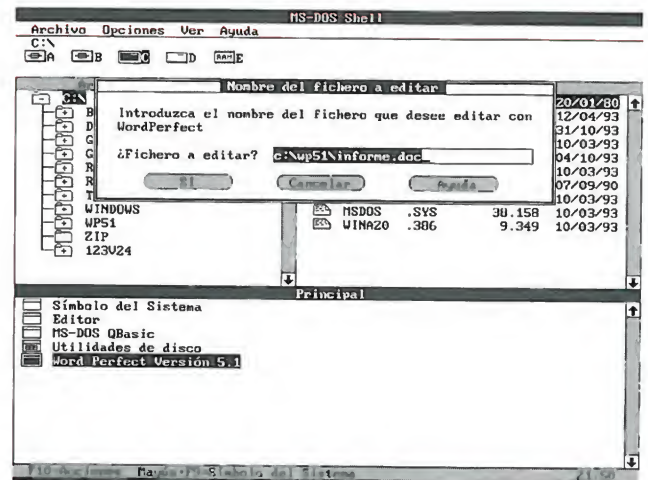 MS-DOS Shell
Archivo Opciones Ver Ayuda
C:\
A B C D E
Nombre del fichero a editar
C:\
20/01/80
B
12/04/93
D
Introduzca el nombre del fichero que desee editar con
31/10/93
G
WordPerfect
10/03/93
G
04/10/93
R
¿Fichero a editar? c:\wp51\informe.doc_
10/03/93
R
Sí Cancelar Ayuda
07/09/90
T
10/03/93
WINDOWS
MSDOS .SYS 38.158 10/03/93
WP51
WINA20 .386 9.349 10/03/93
ZIP
123V24
Principal
Símbolo del Sistema
Editor
MS-DOS QBasic
Utilidades de disco
Word Perfect Versión 5.1
F10=Acciones Mayús+F9=Símbolo del Sistema